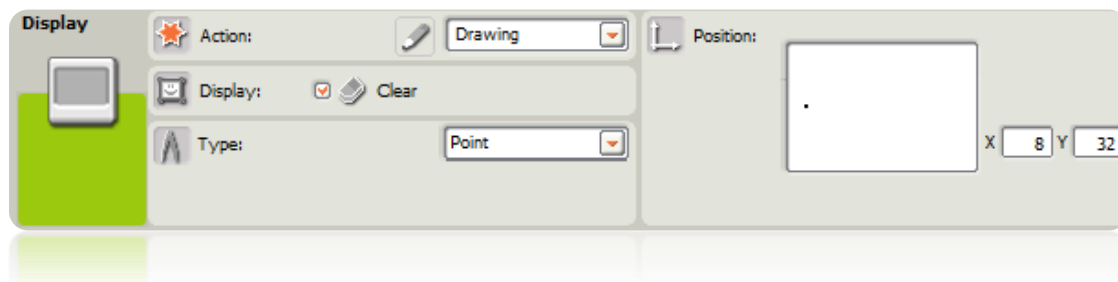 Display
Action:
Drawing
Position:
Display:
Clear
Type:
Point
X 8 Y 32